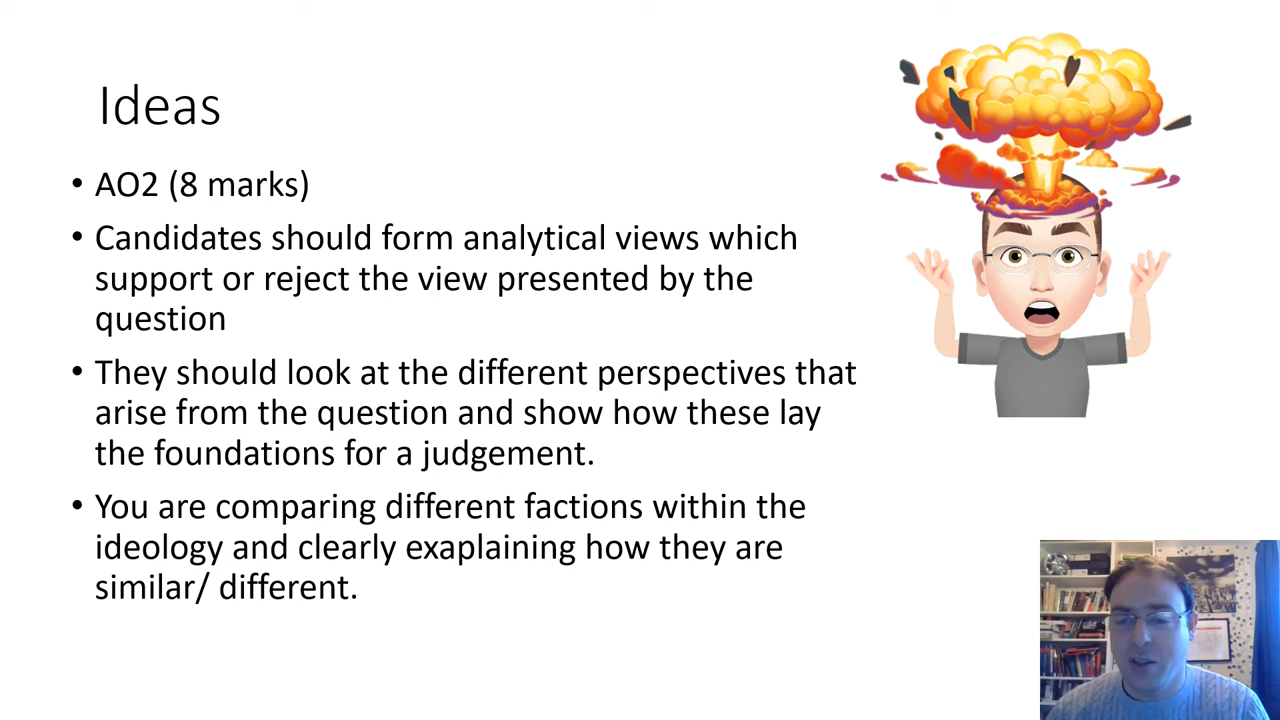 Ideas
• AO2 (8 marks)
• Candidates should form analytical views which
support or reject the view presented by the
question
• They should look at the different perspectives that
arise from the question and show how these lay
the foundations for a judgement.
• You are comparing different factions within the
ideology and clearly exaplaining how they are
similar/ different.